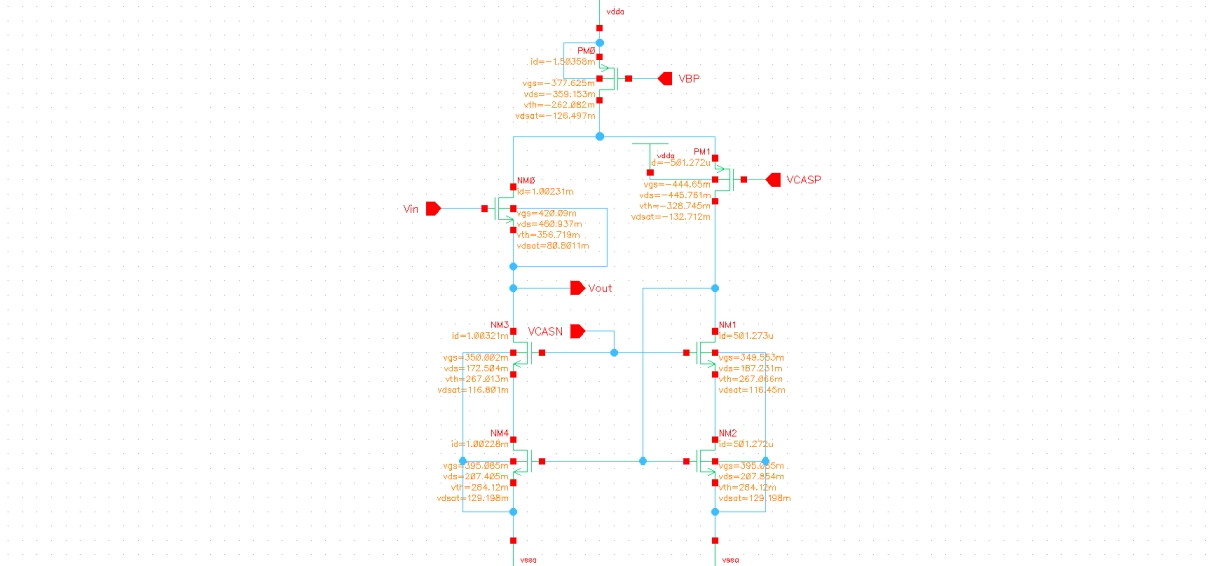 vdda
PM0
id=-1.50358m
VBP
vgs=-377.625m
vds=-359.153m
vth=-262.082m
vdsat=-126.497m
vdda
PM1
id=-501.272u
VCASP
vgs=-444.65m
vds=-445.761m
vth=-328.745m
vdsat=-132.712m
NM0
id=1.00231m
Vin
vgs=420.09m
vds=460.937m
vth=356.719m
vdsat=80.5011m
Vout
NM3
id=1.00321m
VCASN
NM1
id=501.273u
vgs=350.002m
vds=172.504m
vth=267.013m
vdsat=116.801m
vgs=349.553m
vds=187.231m
vth=267.066m
vdsat=116.45m
NM4
id=1.00226m
NM2
id=501.272u
vgs=395.065m
vds=207.405m
vth=284.12m
vdsat=129.198m
vgs=395.065m
vds=207.854m
vth=284.12m
vdsat=129.198m
vssa
vssa